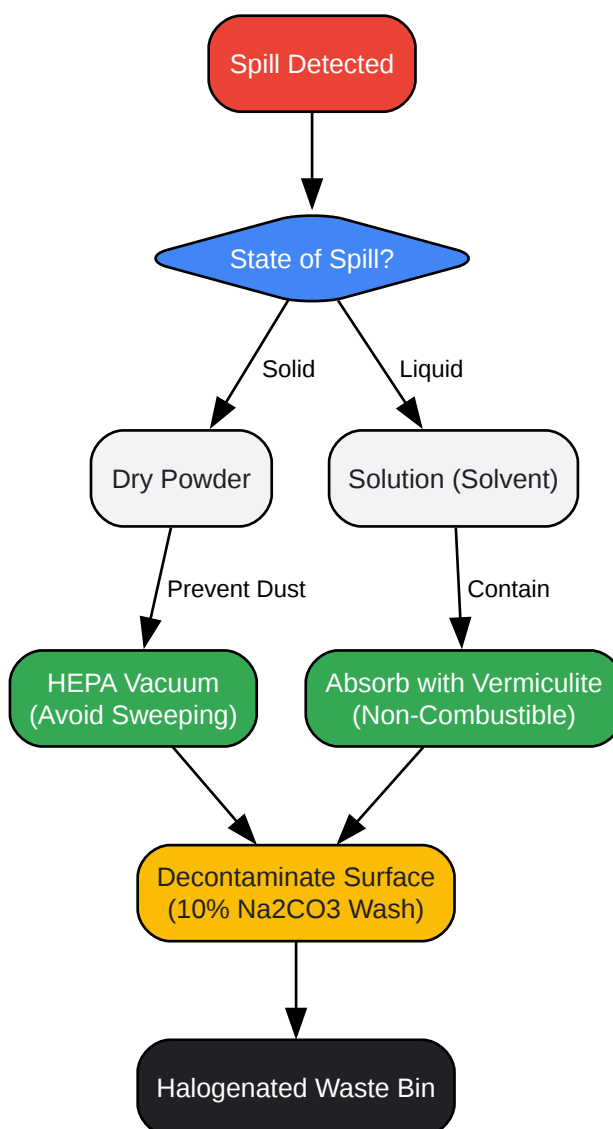 Spill Detected
State of Spill?
Solid
Liquid
Dry Powder
Solution (Solvent)
Prevent Dust
Contain
HEPA Vacuum
(Avoid Sweeping)
Absorb with Vermiculite
(Non-Combustible)
Decontaminate Surface
(10% Na2CO3 Wash)
Halogenated Waste Bin